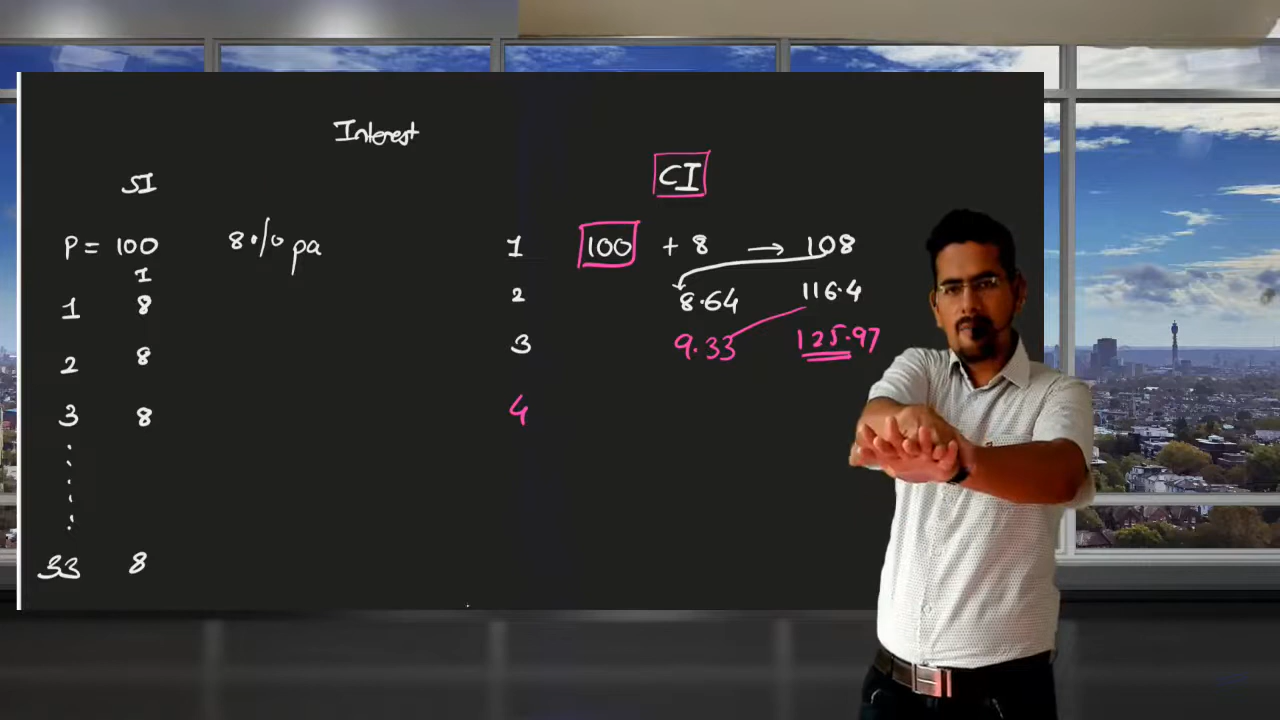 Interest
SI
CI
P = 100 8% pa
I
1 8
2 8
3 8
33 8
1 100 + 8 → 108
2 8.64 116.4
3 9.33 125.97
4